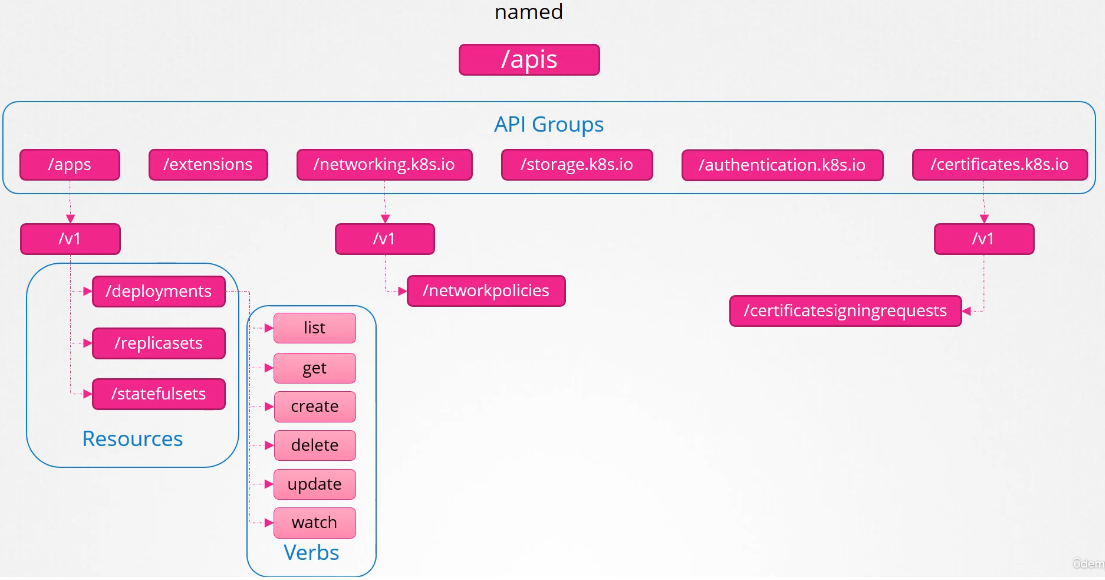 named
/apis
API Groups
/apps
/extensions
/networking.k8s.io
/storage.k8s.io
/authentication.k8s.io
/certificates.k8s.io
/v1
/v1
/v1
/deployments
/replicasets
/statefulsets
Resources
list
get
create
delete
update
watch
Verbs
/networkpolicies
/certificatesigningrequests